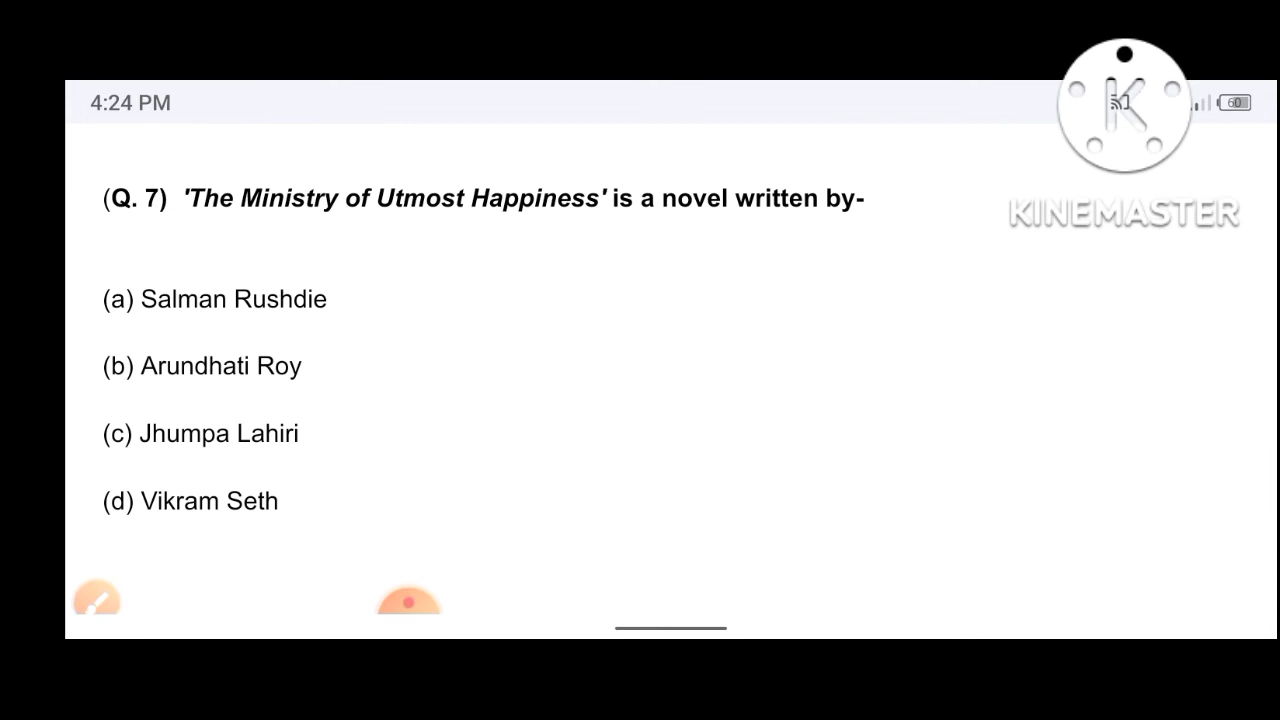 4:24 PM
60
KINEMASTER
(Q. 7) 'The Ministry of Utmost Happiness' is a novel written by-
(a) Salman Rushdie
(b) Arundhati Roy
(c) Jhumpa Lahiri
(d) Vikram Seth